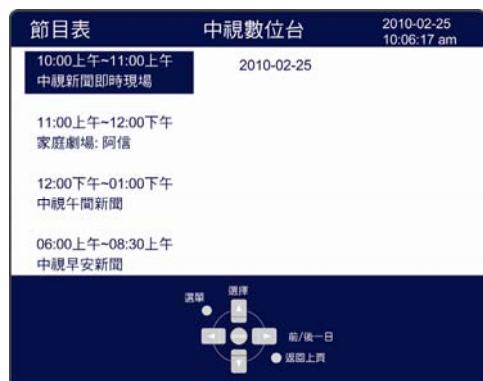 節目表
中視數位台
2010-02-25
10:06:17 am
10:00上午~11:00上午
中視新聞即時現場
2010-02-25
11:00上午~12:00下午
家庭劇場: 阿信
12:00下午~01:00下午
中視午間新聞
06:00上午~08:30上午
中視早安新聞
選單
選擇
前/後一日
返回上頁